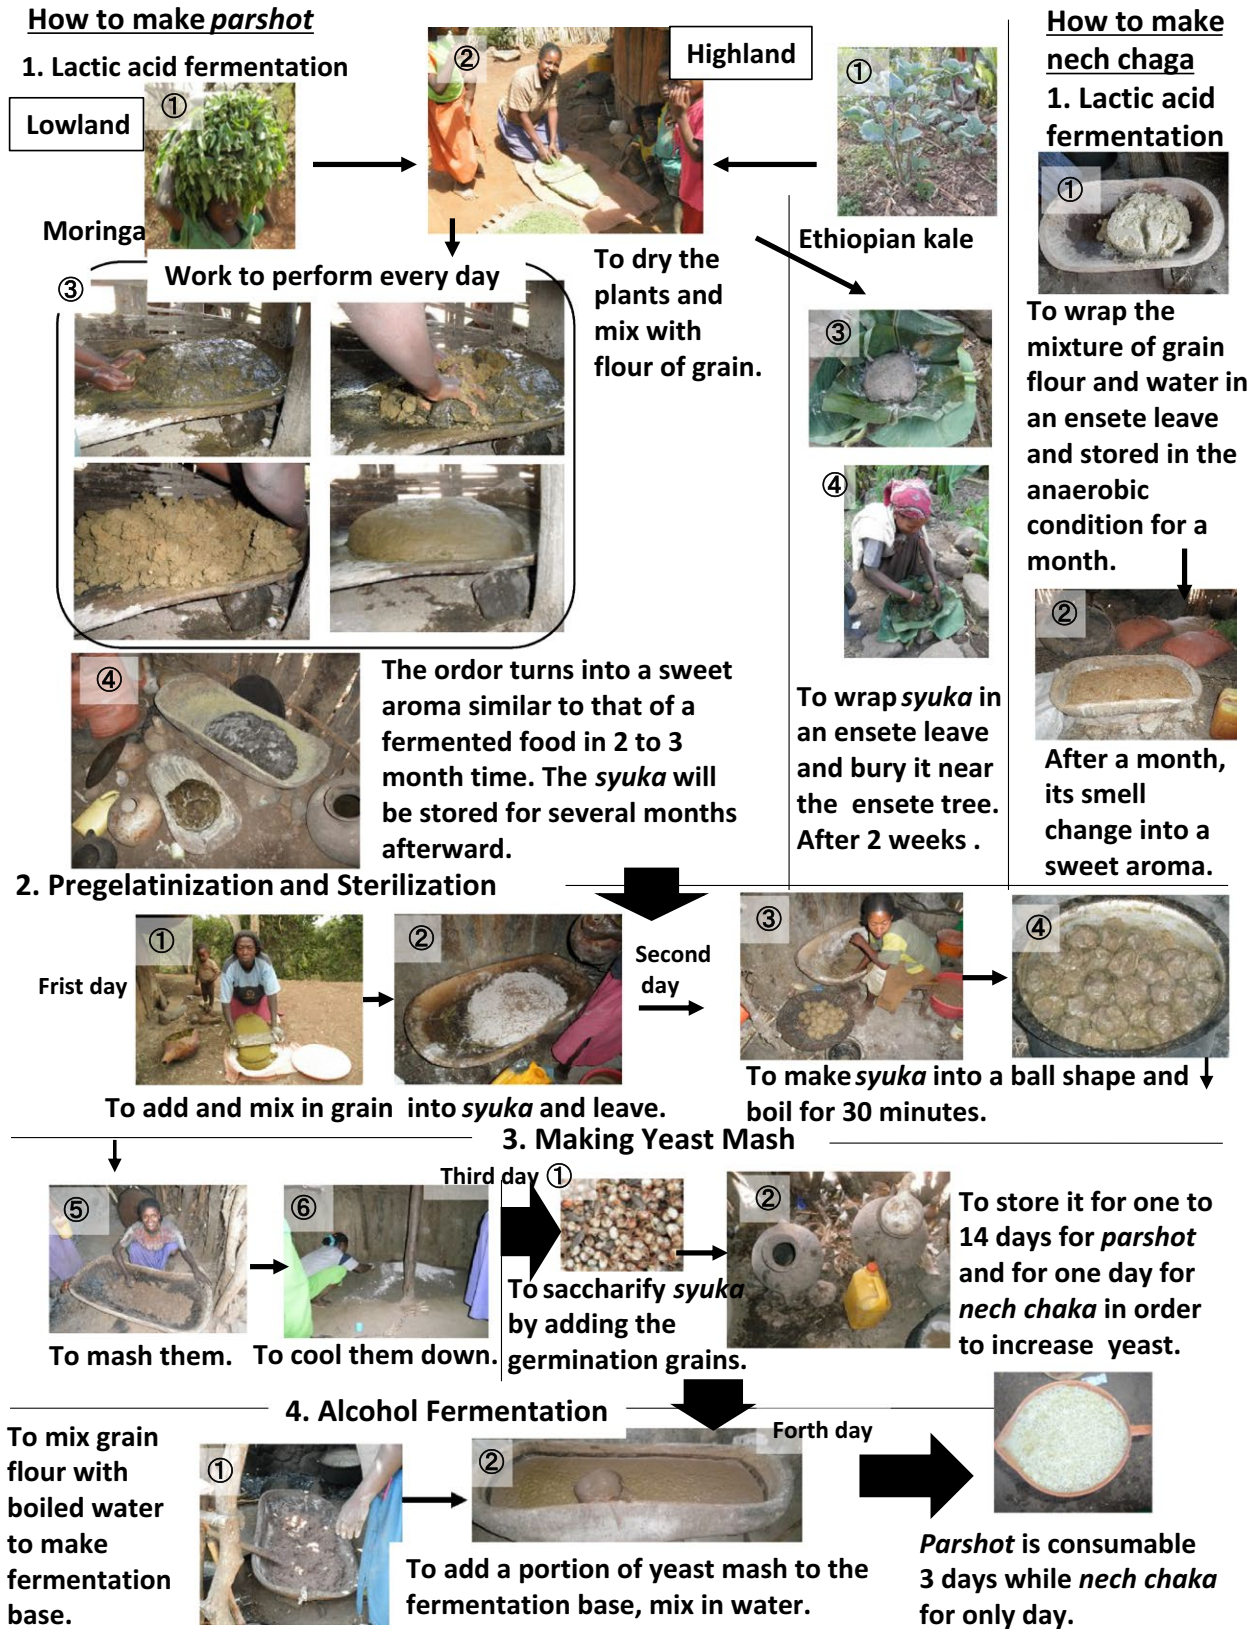 How to make parshot
1. Lactic acid fermentation
Lowland
①
Moringa
②
Highland
①
Ethiopian kale
To dry the
plants and
mix with
flour of grain.
Work to perform every day
③
④
The ordor turns into a sweet
aroma similar to that of a
fermented food in 2 to 3
month time. The syuka will
be stored for several months
afterward.
③
④
To wrap syuka in
an ensete leave
and bury it near
the ensete tree.
After 2 weeks .
How to make
nech chaga
1. Lactic acid
fermentation
①
To wrap the
mixture of grain
flour and water in
an ensete leave
and stored in the
anaerobic
condition for a
month.
②
After a month,
its smell
change into a
sweet aroma.
2. Pregelatinization and Sterilization
Frist day
①
②
To add and mix in grain into syuka and leave.
Second
day
③
④
To make syuka into a ball shape and
boil for 30 minutes.
⑤
To mash them.
⑥
To cool them down.
3. Making Yeast Mash
Third day ①
To saccharify syuka
by adding the
germination grains.
②
To store it for one to
14 days for parshot
and for one day for
nech chaka in order
to increase yeast.
4. Alcohol Fermentation
To mix grain
flour with
boiled water
to make
fermentation
base.
①
②
To add a portion of yeast mash to the
fermentation base, mix in water.
Forth day
Parshot is consumable
3 days while nech chaka
for only day.